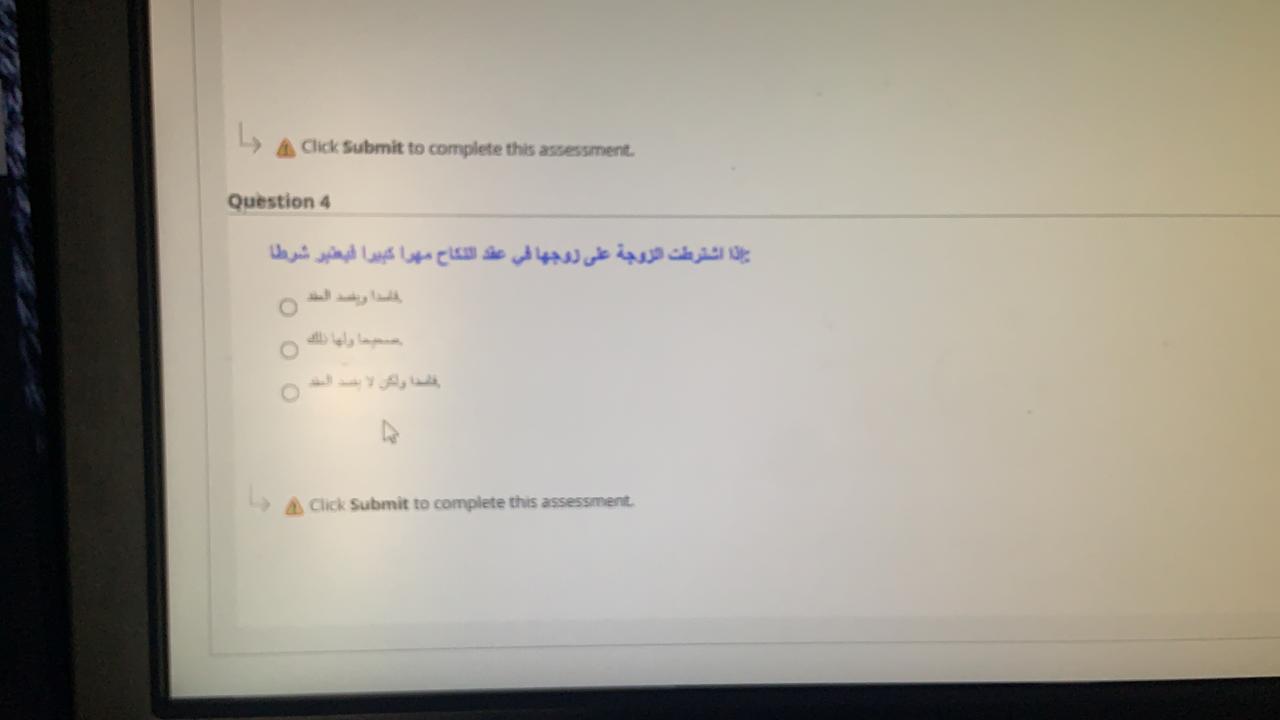 Click Submit to complete this assessment.
Question 4
إذا اشترطت الزوجة على زوجها في عقد النكاح مهرا كبيرا فيعتبر شرطا:
فاسدا ويفسد العقد.
صحيحا ولها ذلك.
فاسدا ولكن لا يفسد العقد.
Click Submit to complete this assessment.